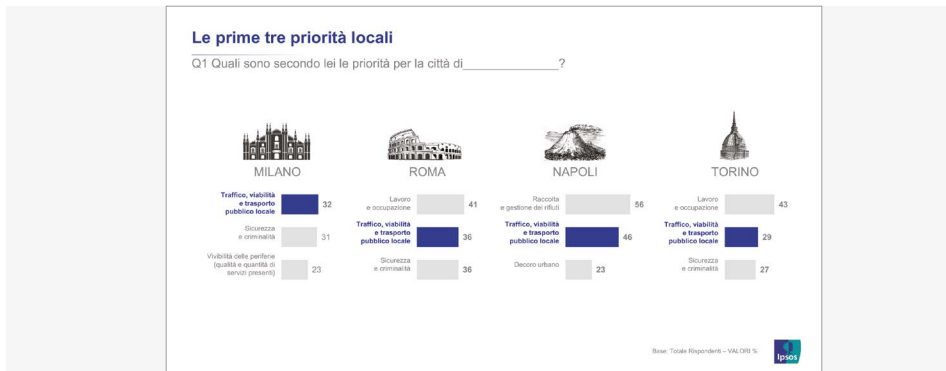 Le prime tre priorità locali
Q1 Quali sono secondo lei le priorità per la città di_______________?
MILANO
Traffico, viabilità
e trasporto
pubblico locale
32
Sicurezza
e criminalità
31
Vivibilità delle periferie
(qualità e quantità di
servizi presenti)
23
ROMA
Lavoro
e occupazione
41
Traffico, viabilità
e trasporto
pubblico locale
36
Sicurezza
e criminalità
36
NAPOLI
Raccolta
e gestione dei rifiuti
56
Traffico, viabilità
e trasporto
pubblico locale
46
Decoro urbano
23
TORINO
Lavoro
e occupazione
43
Traffico, viabilità
e trasporto
pubblico locale
29
Sicurezza
e criminalità
27
Base: Totale Rispondenti – VALORI %
Ipsos